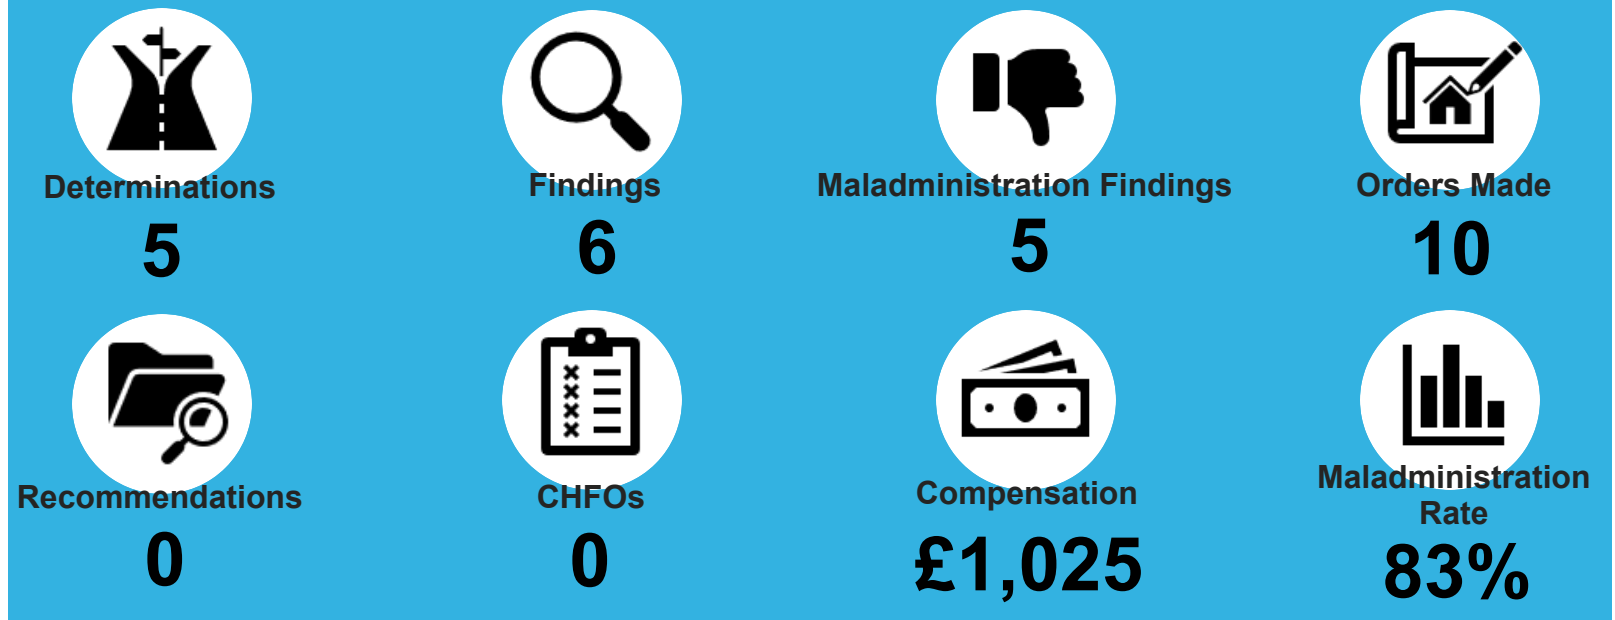 Determinations
5
Findings
6
Maladministration Findings
5
Orders Made
10
Recommendations
0
CHFOs
0
Compensation
£1,025
Maladministration
Rate
83%